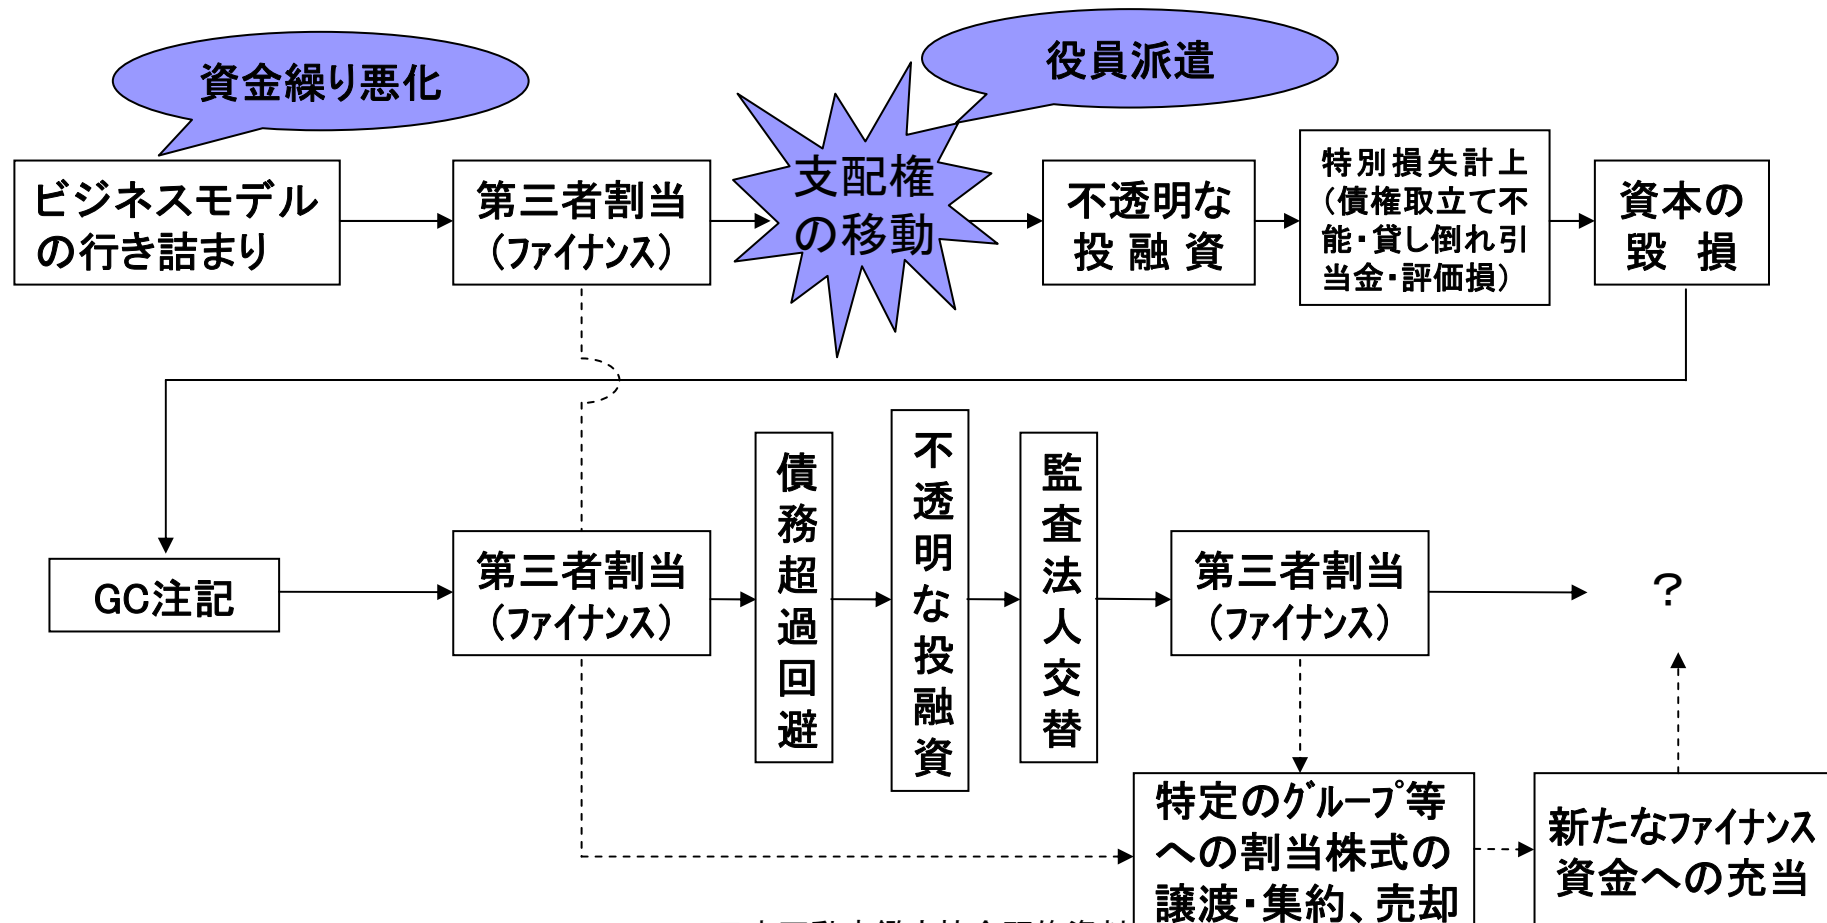 資金繰り悪化
役員派遣
ビジネスモデル
の行き詰まり
第三者割当
（ファイナンス）
支配権
の移動
不透明な
投融資
特別損失計上
（債権取立て不
能・貸し倒れ引
当金・評価損）
資本の
毀 損
GC注記
第三者割当
（ファイナンス）
債務超過回避
不透明な投融資
監査法人交替
第三者割当
（ファイナンス）
？
特定のグループ等
への割当株式の
譲渡・集約、売却
新たなファイナンス
資金への充当